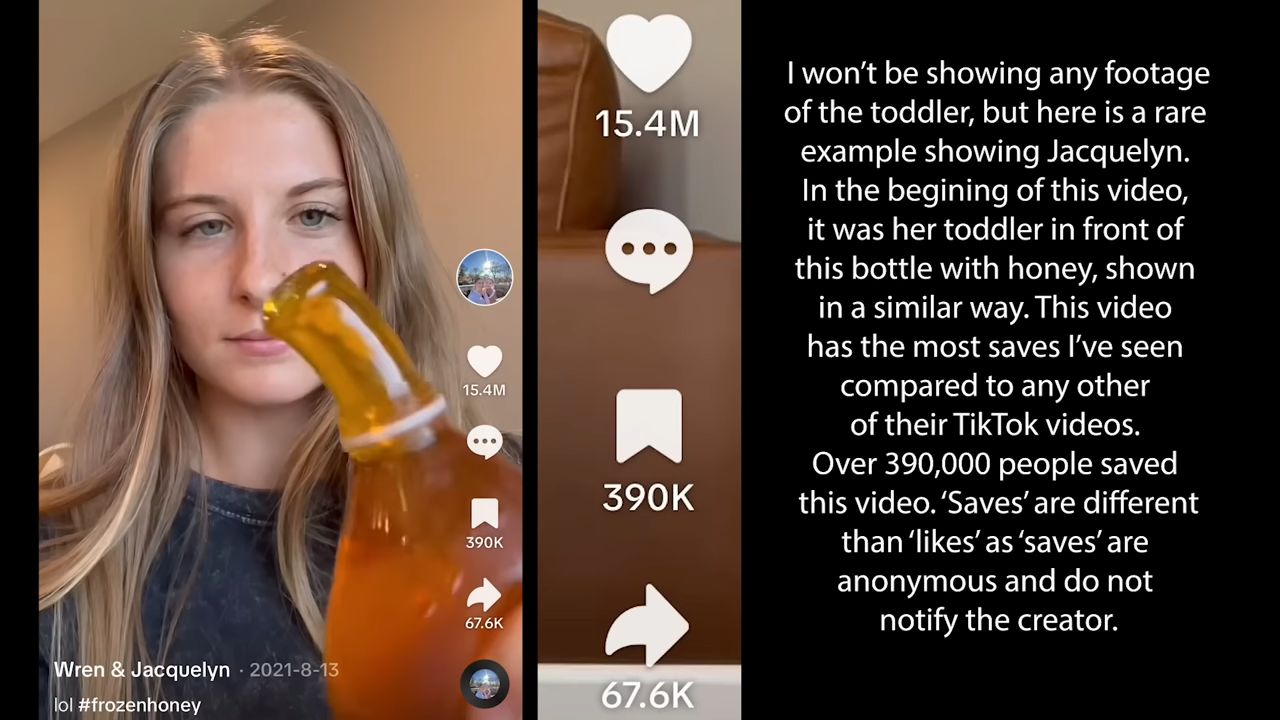 15.4M
390K
67.6K
Wren & Jacquelyn · 2021-8-13
lol #frozenhoney
15.4M
390K
67.6K
I won’t be showing any footage
of the toddler, but here is a rare
example showing Jacquelyn.
In the begining of this video,
it was her toddler in front of
this bottle with honey, shown
in a similar way. This video
has the most saves I’ve seen
compared to any other
of their TikTok videos.
Over 390,000 people saved
this video. ‘Saves’ are different
than ‘likes’ as ‘saves’ are
anonymous and do not
notify the creator.